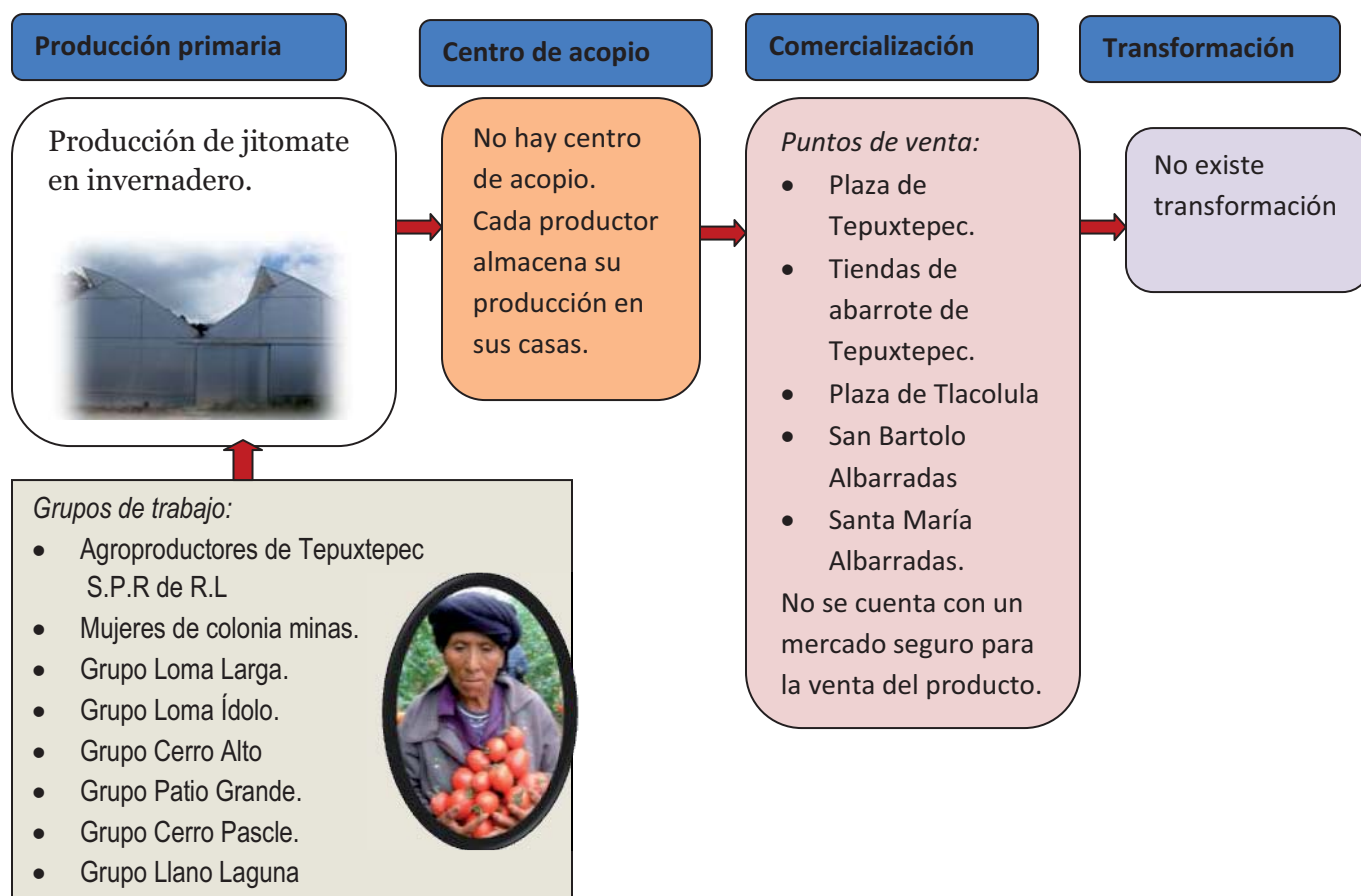 Producción primaria
Centro de acopio
Comercialización
Transformación
Producción de jitomate
en invernadero.
No hay centro
de acopio.
Cada productor
almacena su
producción en
sus casas.
Puntos de venta:
• Plaza de
Tepuxtepec.
• Tiendas de
abarrote de
Tepuxtepec.
• Plaza de Tlacolula
• San Bartolo
Albarradas
• Santa María
Albarradas.
No se cuenta con un
mercado seguro para
la venta del producto.
No existe
transformación
Grupos de trabajo:
• Agroproductores de Tepuxtepec
S.P.R de R.L
• Mujeres de colonia minas.
• Grupo Loma Larga.
• Grupo Loma Ídolo.
• Grupo Cerro Alto
• Grupo Patio Grande.
• Grupo Cerro Pascle.
• Grupo Llano Laguna